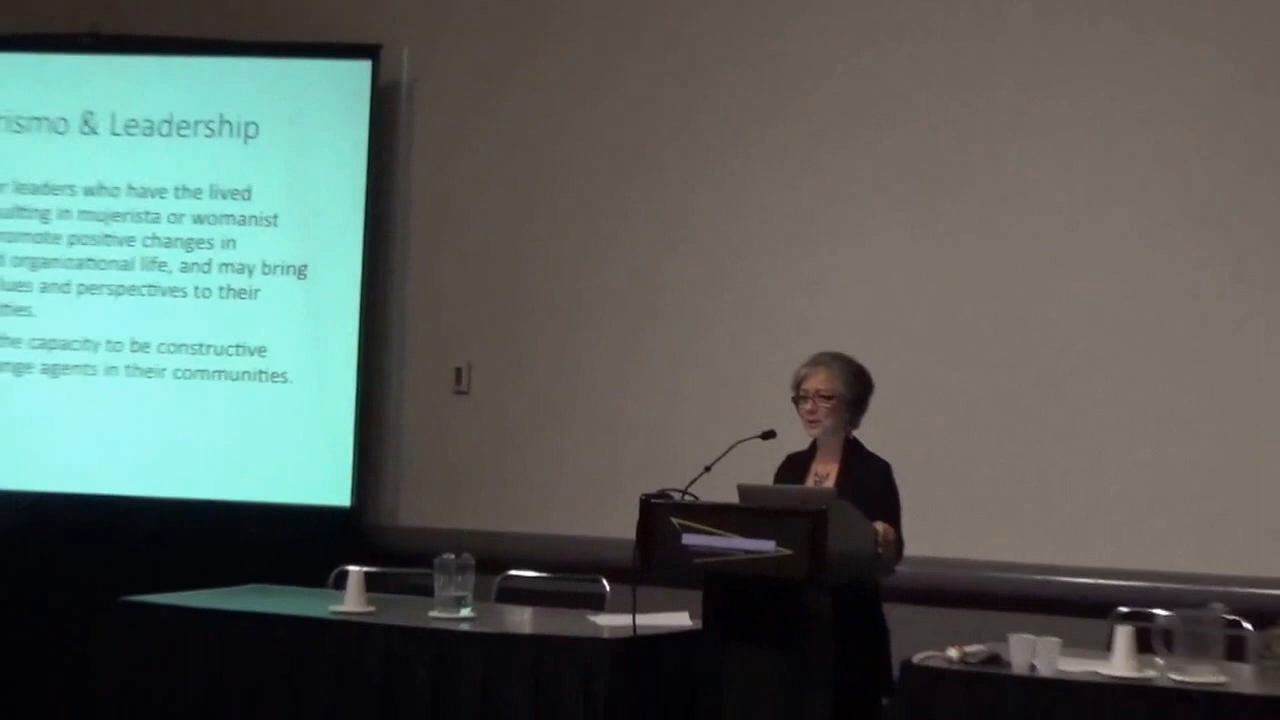 rismo & Leadership
r leaders who have the lived
ulting in mujerista or womanist
romote positive changes in
d organizational life, and may bring
lues and perspectives to their
ities.
the capacity to be constructive
nge agents in their communities.